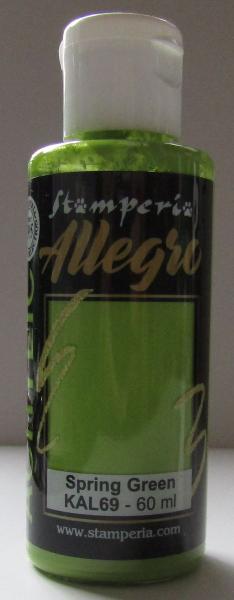 Stamperia
Allegro
Spring Green
KAL69 - 60 ml
www.stamperia.com